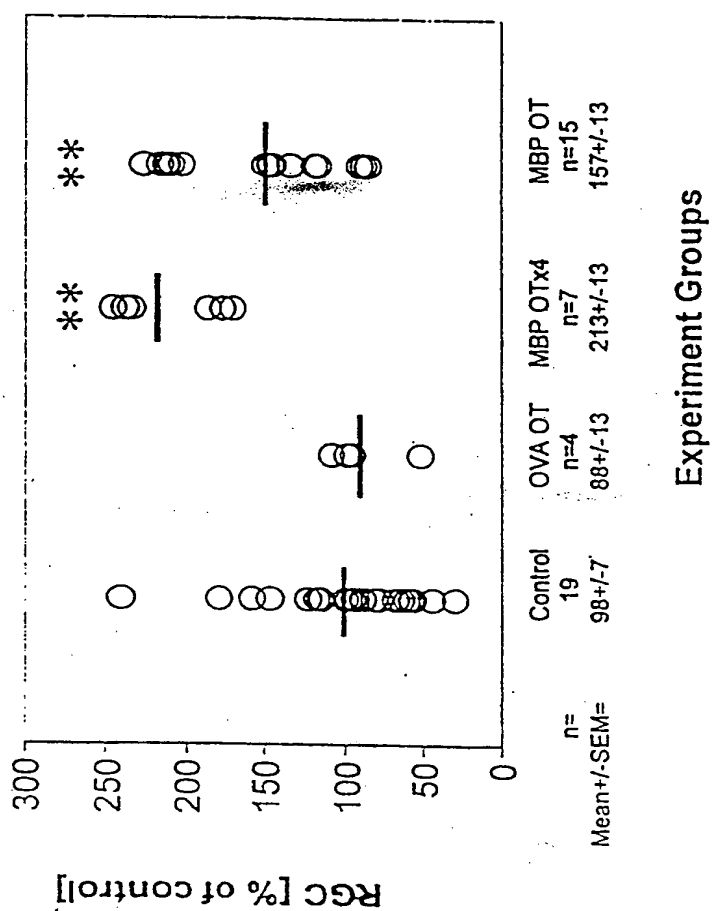 RGC [% of control]
300
250
200
150
100
50
0
** **
Control OVA OT MBP OTx4 MBP OT
n= 19 n=4 n=7 n=15
Mean+/-SEM= 98+/-7 88+/-13 213+/-13 157+/-13
Experiment Groups